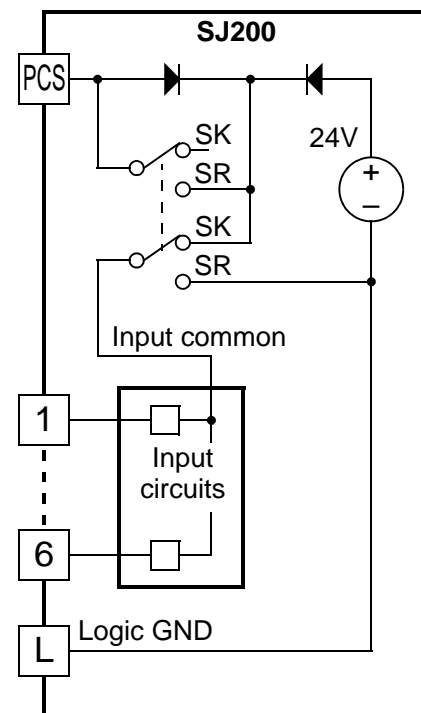 SJ200
PCS
SK
SR
24V
+
–
SK
SR
Input common
1
Input
circuits
6
Logic GND
L